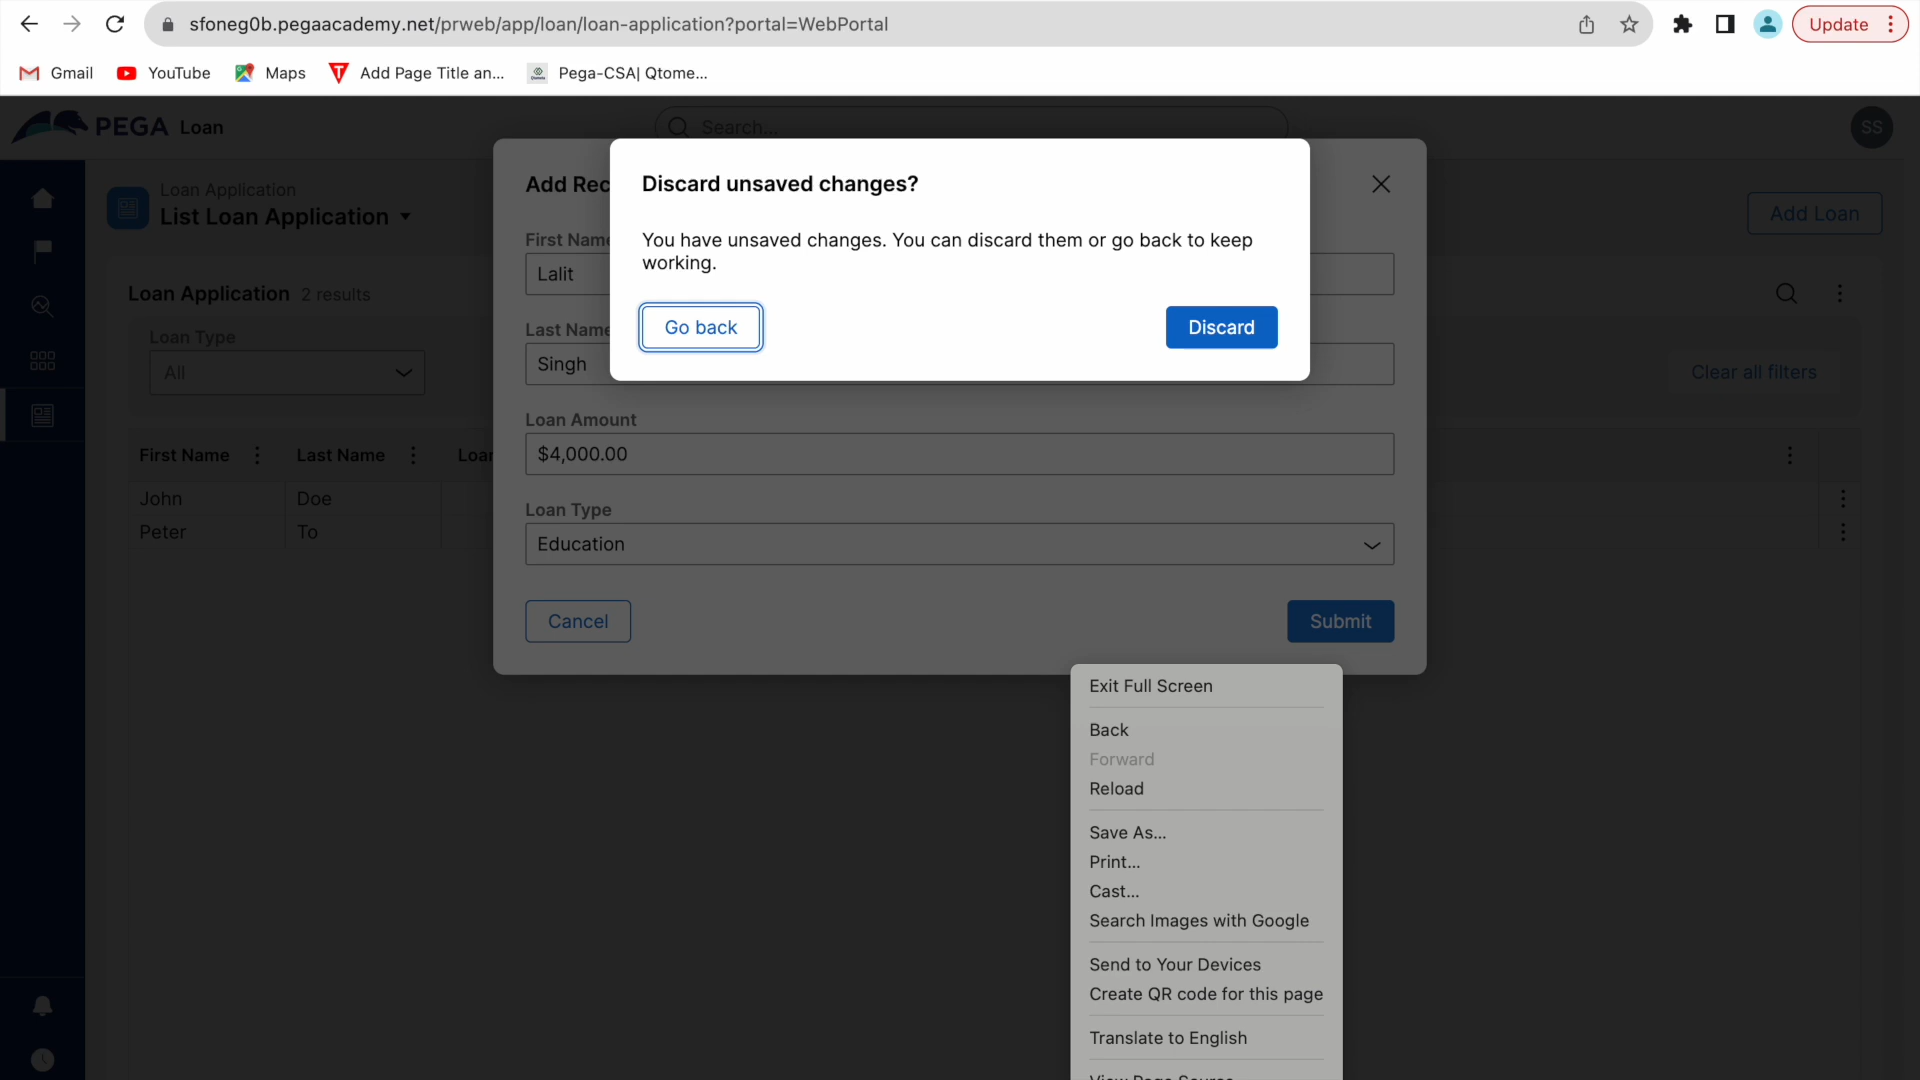 sfoneg0b.pegaacademy.net/prweb/app/loan/loan-application?portal=WebPortal
Update
Gmail
YouTube
Maps
Add Page Title an...
Pega-CSA| Qtome...
PEGA Loan
Search...
SS
Loan Application
List Loan Application
Add Loan
Add Rec
Discard unsaved changes?
You have unsaved changes. You can discard them or go back to keep
working.
Go back
Discard
First Name
Lalit
Last Name
Singh
Loan Amount
$4,000.00
Loan Type
Education
Cancel
Submit
Loan Application 2 results
Loan Type
All
Clear all filters
First Name
Last Name
Loan
John
Doe
Peter
To
Exit Full Screen
Back
Forward
Reload
Save As...
Print...
Cast...
Search Images with Google
Send to Your Devices
Create QR code for this page
Translate to English
View Page Source